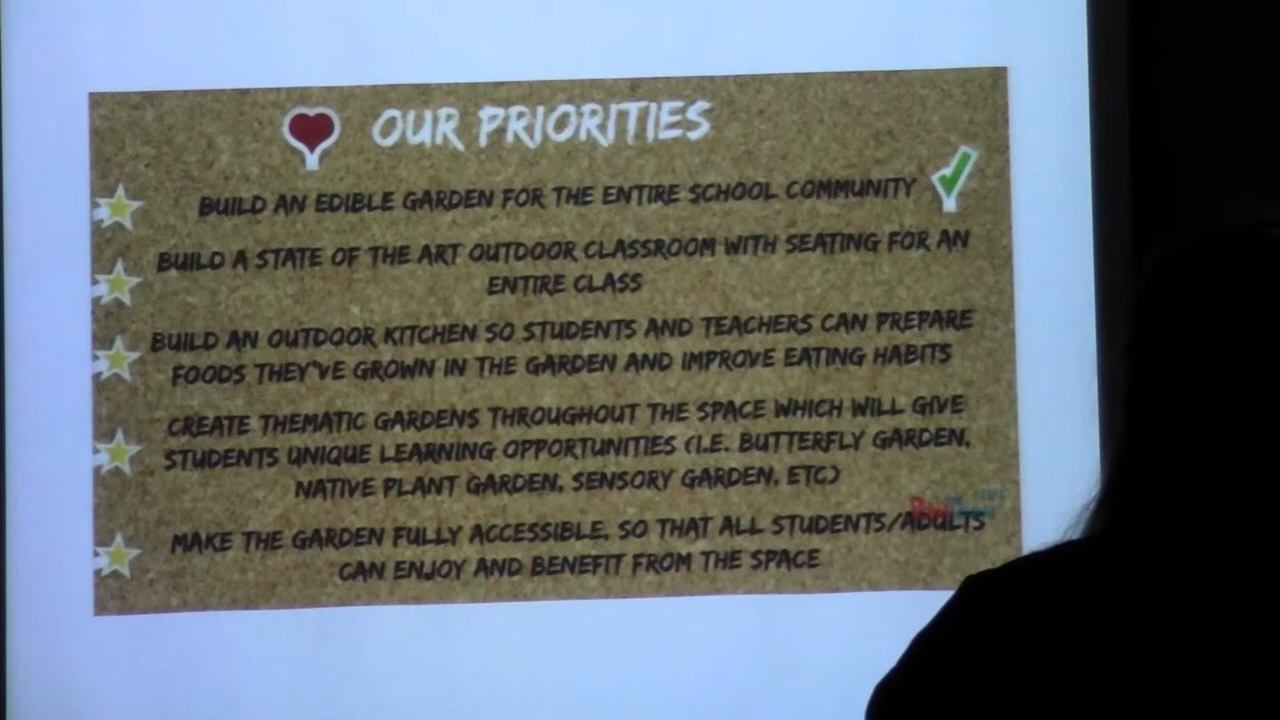 OUR PRIORITIES
BUILD AN EDIBLE GARDEN FOR THE ENTIRE SCHOOL COMMUNITY
BUILD A STATE OF THE ART OUTDOOR CLASSROOM WITH SEATING FOR AN
ENTIRE CLASS
BUILD AN OUTDOOR KITCHEN SO STUDENTS AND TEACHERS CAN PREPARE
FOODS THEY'VE GROWN IN THE GARDEN AND IMPROVE EATING HABITS
CREATE THEMATIC GARDENS THROUGHOUT THE SPACE WHICH WILL GIVE
STUDENTS UNIQUE LEARNING OPPORTUNITIES (I.E. BUTTERFLY GARDEN,
NATIVE PLANT GARDEN, SENSORY GARDEN, ETC)
MAKE THE GARDEN FULLY ACCESSIBLE, SO THAT ALL STUDENTS/ADULTS
CAN ENJOY AND BENEFIT FROM THE SPACE